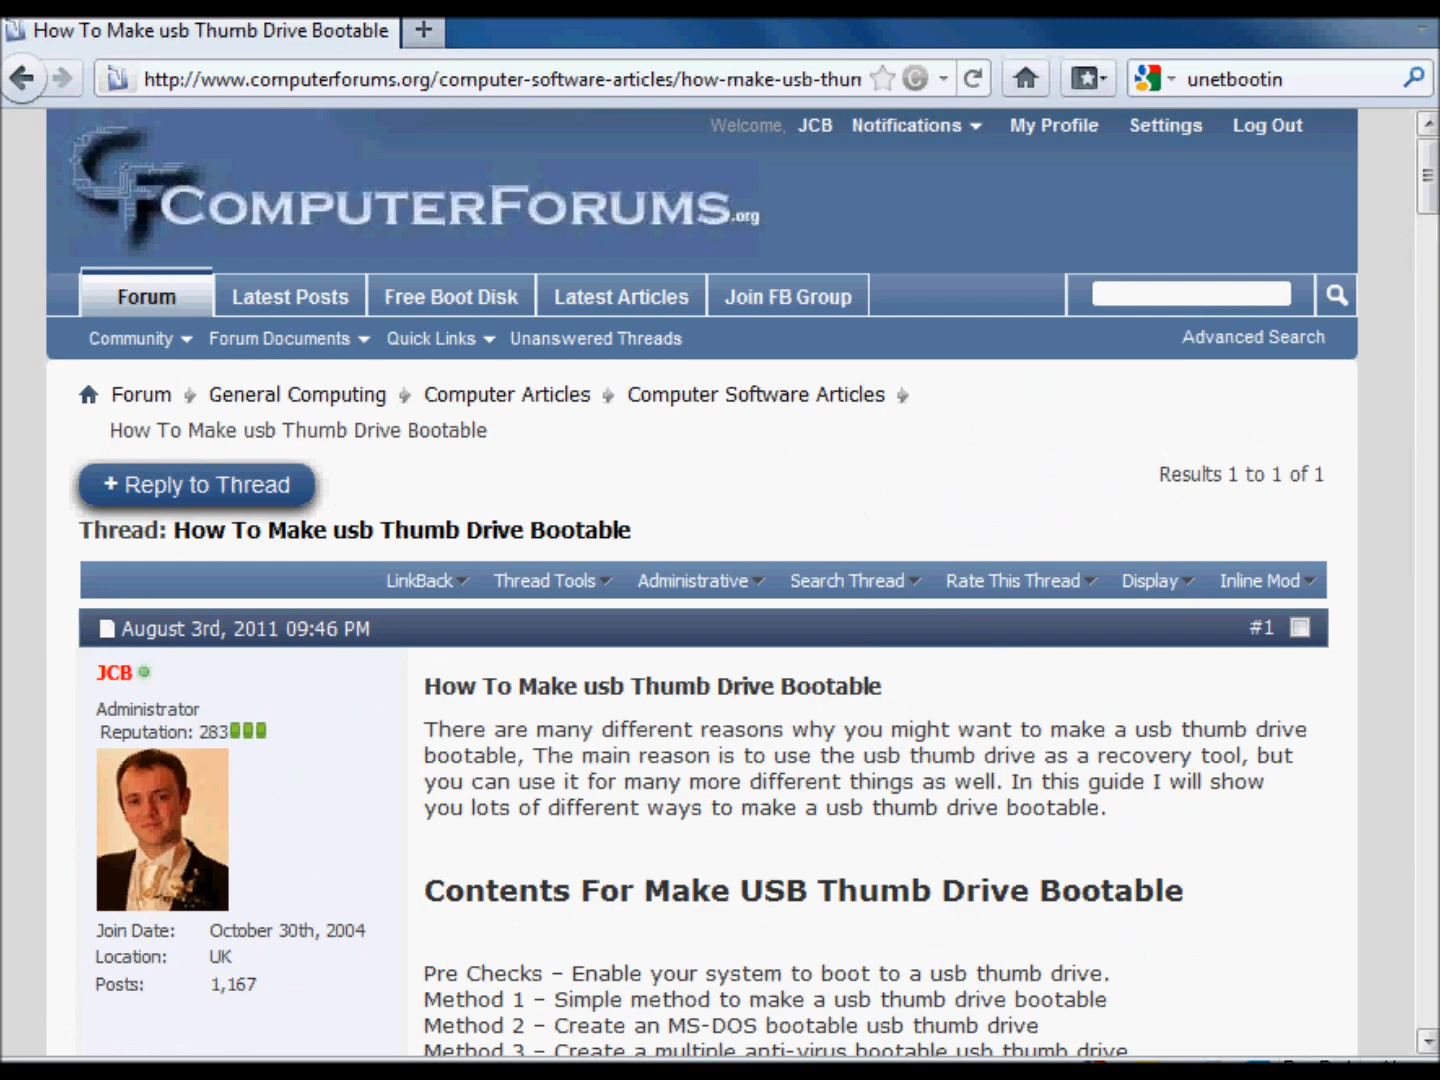 How To Make usb Thumb Drive Bootable
http://www.computerforums.org/computer-software-articles/how-make-usb-thun
unetbootin
Welcome, JCB Notifications My Profile Settings Log Out
COMPUTERFORUMS.org
Forum Latest Posts Free Boot Disk Latest Articles Join FB Group
Community Forum Documents Quick Links Unanswered Threads Advanced Search
Forum General Computing Computer Articles Computer Software Articles
How To Make usb Thumb Drive Bootable
+ Reply to Thread
Results 1 to 1 of 1
Thread: How To Make usb Thumb Drive Bootable
LinkBack Thread Tools Administrative Search Thread Rate This Thread Display Inline Mod
August 3rd, 2011 09:46 PM #1
JCB
Administrator
Reputation: 283
Join Date: October 30th, 2004
Location: UK
Posts: 1,167
How To Make usb Thumb Drive Bootable
There are many different reasons why you might want to make a usb thumb drive
bootable, The main reason is to use the usb thumb drive as a recovery tool, but
you can use it for many more different things as well. In this guide I will show
you lots of different ways to make a usb thumb drive bootable.
Contents For Make USB Thumb Drive Bootable
Pre Checks – Enable your system to boot to a usb thumb drive.
Method 1 – Simple method to make a usb thumb drive bootable
Method 2 – Create an MS-DOS bootable usb thumb drive
Method 3 – Create a multiple anti-virus bootable usb thumb drive